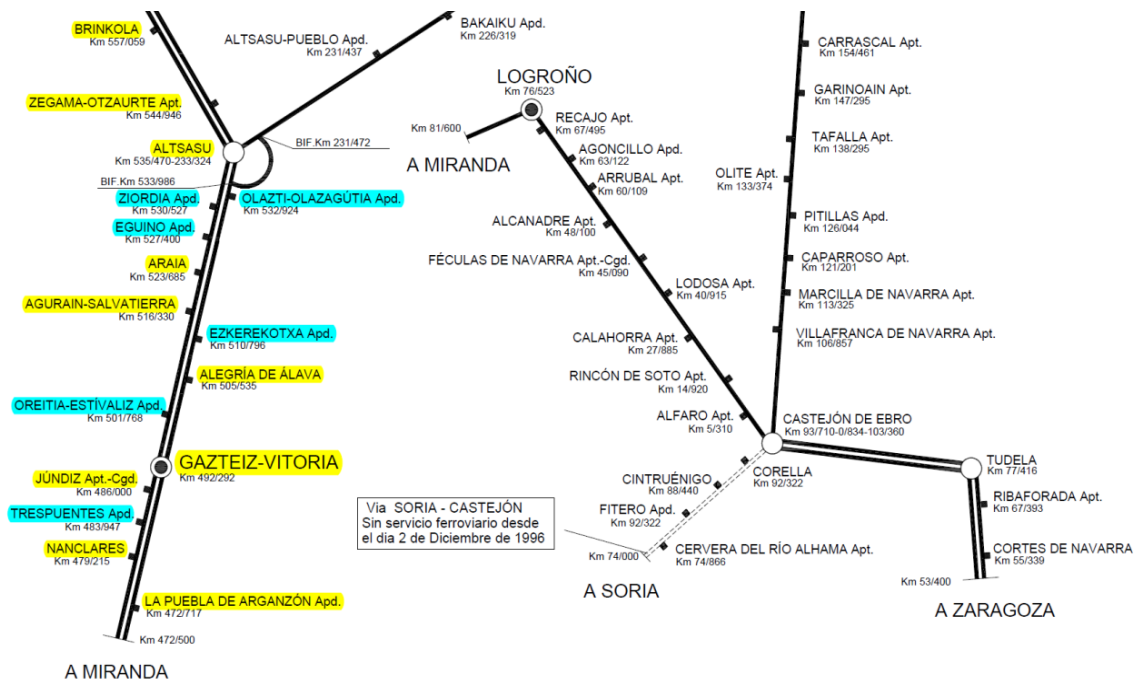 BRINKOLA
Km 557/059
ALTSASU-PUEBLO Apd.
Km 231/437
BAKAIKU Apd.
Km 226/319
ZEGAMA-OTZAURTE Apt.
Km 544/946
ALTSASU
Km 535/470-233/324
BIF.Km 231/472
BIF.Km 533/986
ZIORDIA Apd.
Km 530/527
OLAZTI-OLAZAGÚTIA Apd.
Km 532/924
EGUINO Apd.
Km 527/400
ARAIA
Km 523/685
AGURAIN-SALVATIERRA
Km 516/330
EZKEREKOTXA Apd.
Km 510/796
ALEGRÍA DE ÁLAVA
Km 505/535
OREITIA-ESTÍVALIZ Apd.
Km 501/768
GAZTEIZ-VITORIA
Km 492/292
JÚNDIZ Apt.-Cgd.
Km 486/000
TRESPUENTES Apd.
Km 483/947
NANCLARES
Km 479/215
LA PUEBLA DE ARGANZÓN Apd.
Km 472/717
Km 472/500
A MIRANDA
LOGROÑO
Km 76/523
Km 81/600
A MIRANDA
RECAJO Apt.
Km 67/495
AGONCILLO Apd.
Km 63/122
ARRUBAL Apt.
Km 60/109
ALCANADRE Apt.
Km 48/100
FÉCULAS DE NAVARRA Apt.-Cgd.
Km 45/090
LODOSA Apt.
Km 40/915
CALAHORRA Apt.
Km 27/885
RINCÓN DE SOTO Apt.
Km 14/920
ALFARO Apt.
Km 5/310
CARRASCAL Apt.
Km 154/461
GARINOAIN Apt.
Km 147/295
TAFALLA Apt.
Km 138/295
OLITE Apt.
Km 133/374
PITILLAS Apd.
Km 126/044
CAPARROSO Apt.
Km 121/201
MARCILLA DE NAVARRA Apt.
Km 113/325
VILLAFRANCA DE NAVARRA Apt.
Km 106/857
CASTEJÓN DE EBRO
Km 93/710-0/834-103/360
CORELLA
Km 92/322
CINTRUÉNIGO
Km 88/440
FITERO Apd.
Km 92/322
CERVERA DEL RÍO ALHAMA Apt.
Km 74/866
Km 74/000
A SORIA
Via SORIA - CASTEJÓN
Sin servicio ferroviario desde
el dia 2 de Diciembre de 1996
TUDELA
Km 77/416
RIBAFORADA Apt.
Km 67/393
CORTES DE NAVARRA
Km 55/339
Km 53/400
A ZARAGOZA